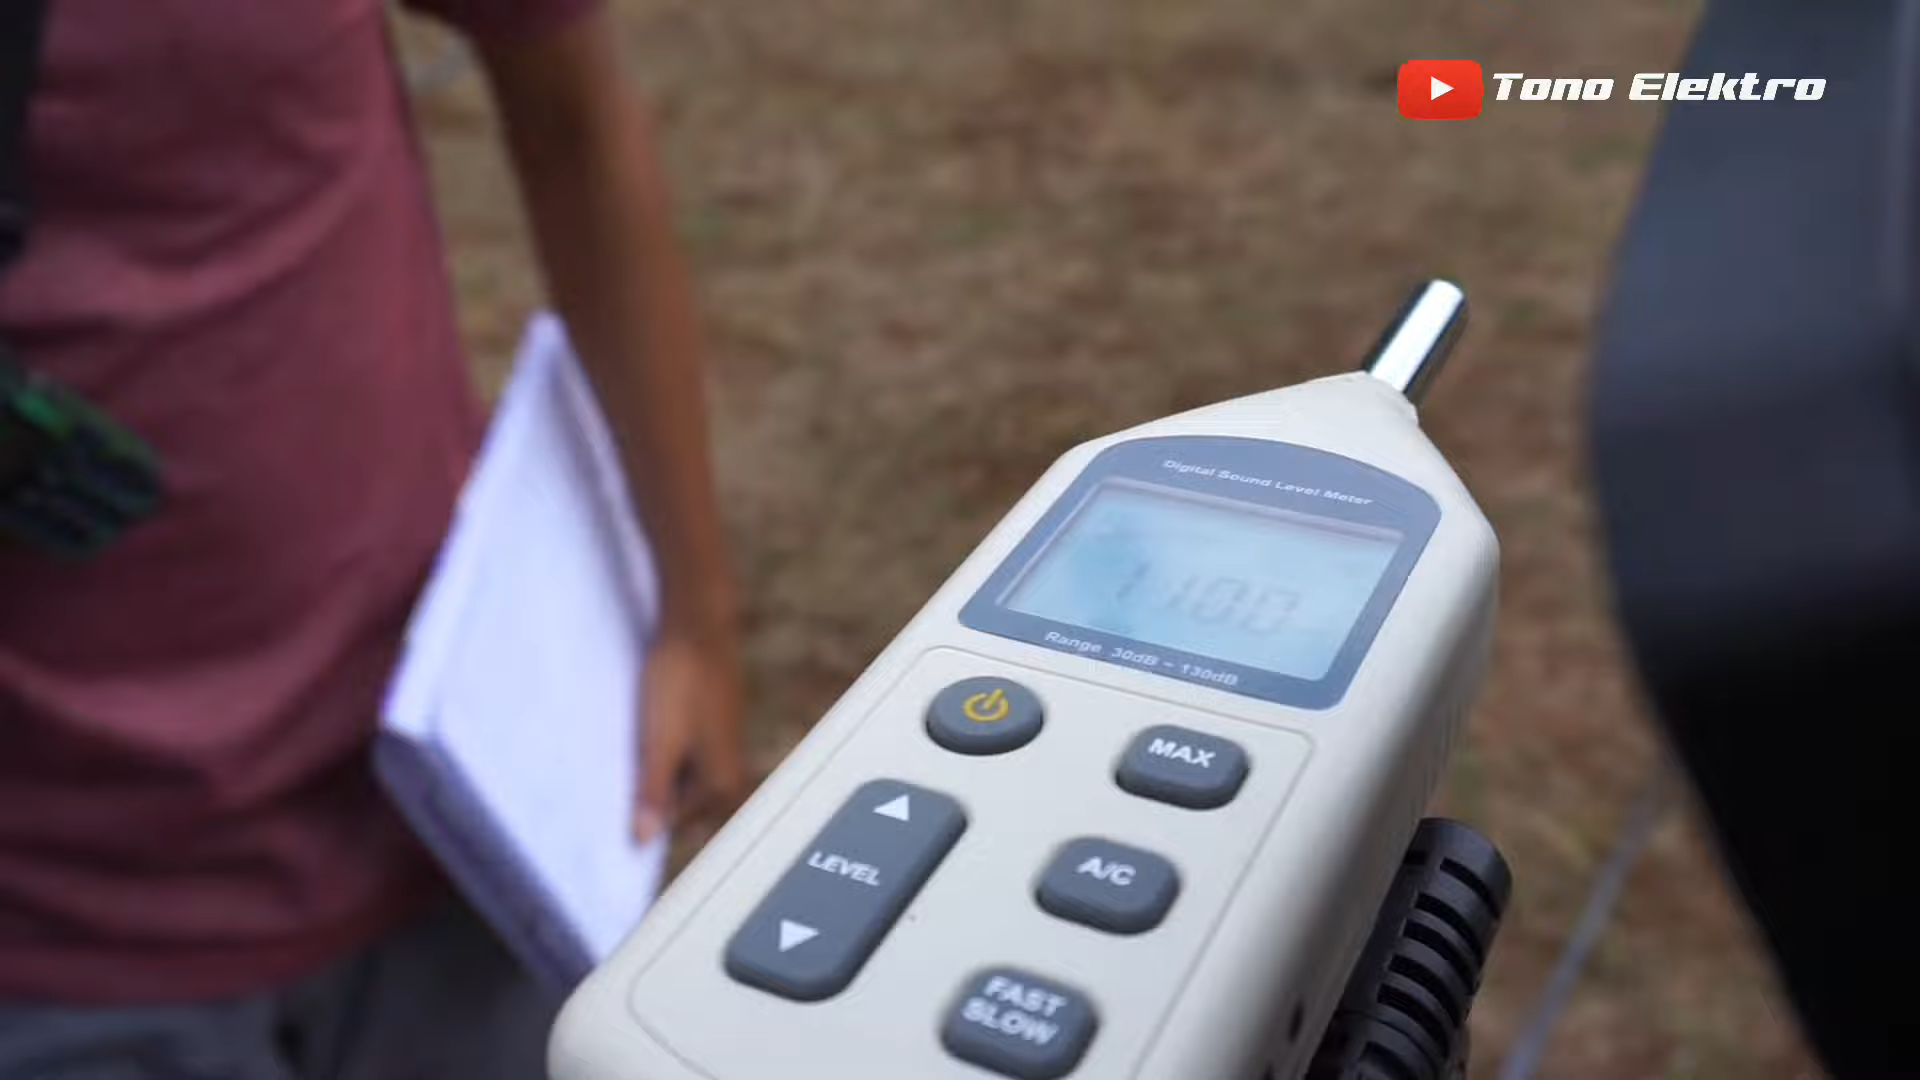 Tono Elektro
Digital Sound Level Meter
Range 30dB - 130dB
MAX
LEVEL
A/C
FAST
SLOW